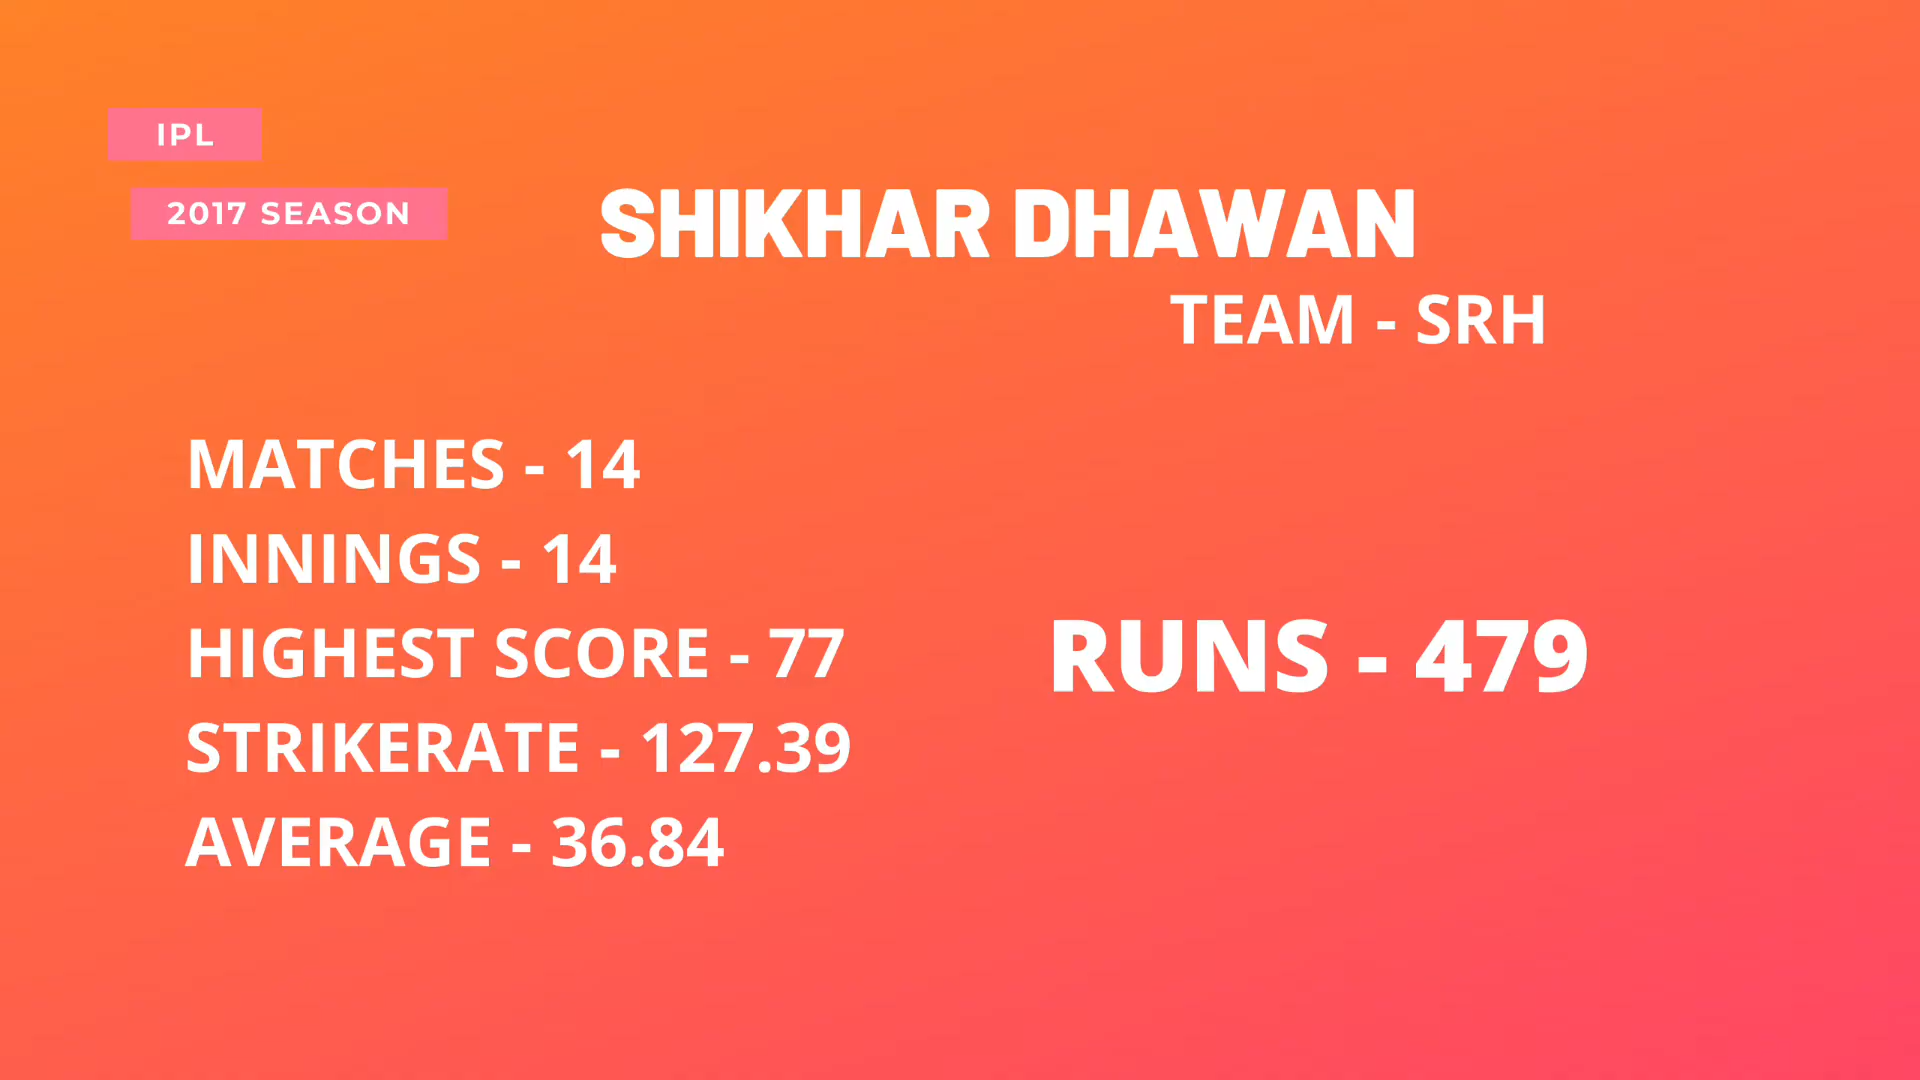 IPL
2017 SEASON
SHIKHAR DHAWAN
TEAM - SRH
MATCHES - 14
INNINGS - 14
HIGHEST SCORE - 77
STRIKERATE - 127.39
AVERAGE - 36.84
RUNS - 479